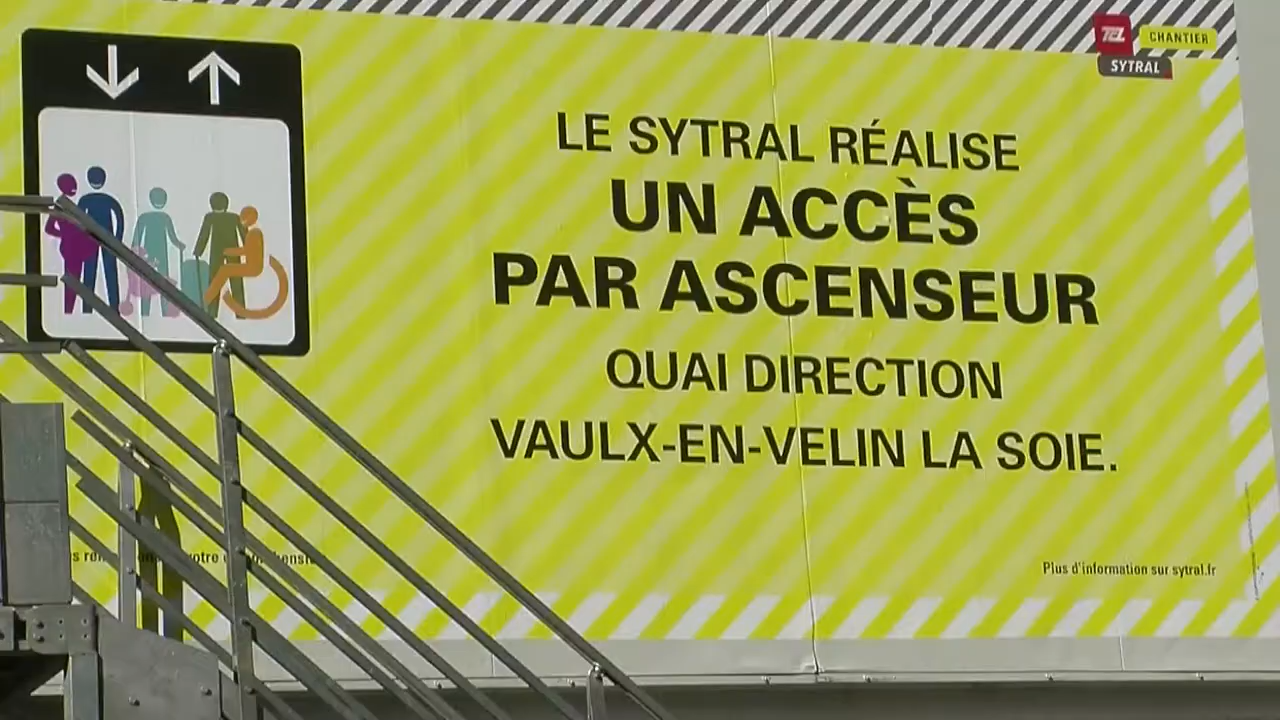 TCL CHANTIER
SYTRAL
LE SYTRAL RÉALISE
UN ACCÈS
PAR ASCENSEUR
QUAI DIRECTION
VAULX-EN-VELIN LA SOIE.
votre
Plus d'information sur sytral.fr